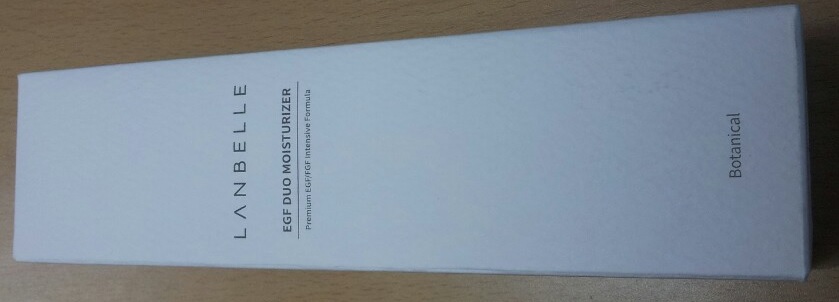 LANBELLE
EGF DUO MOISTURIZER
Premium EGF/FGF Intensive Formula
Botanical